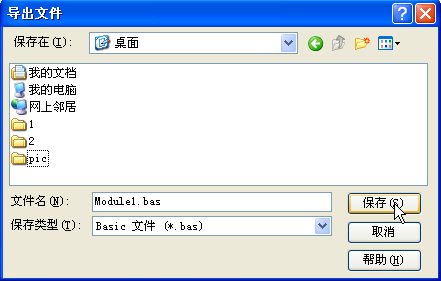 导出文件
保存在(I): 桌面
我的文档
我的电脑
网上邻居
1
2
pic
文件名(N): Module1.bas 保存(S)
保存类型(T): Basic 文件 (*.bas) 取消
帮助(H)